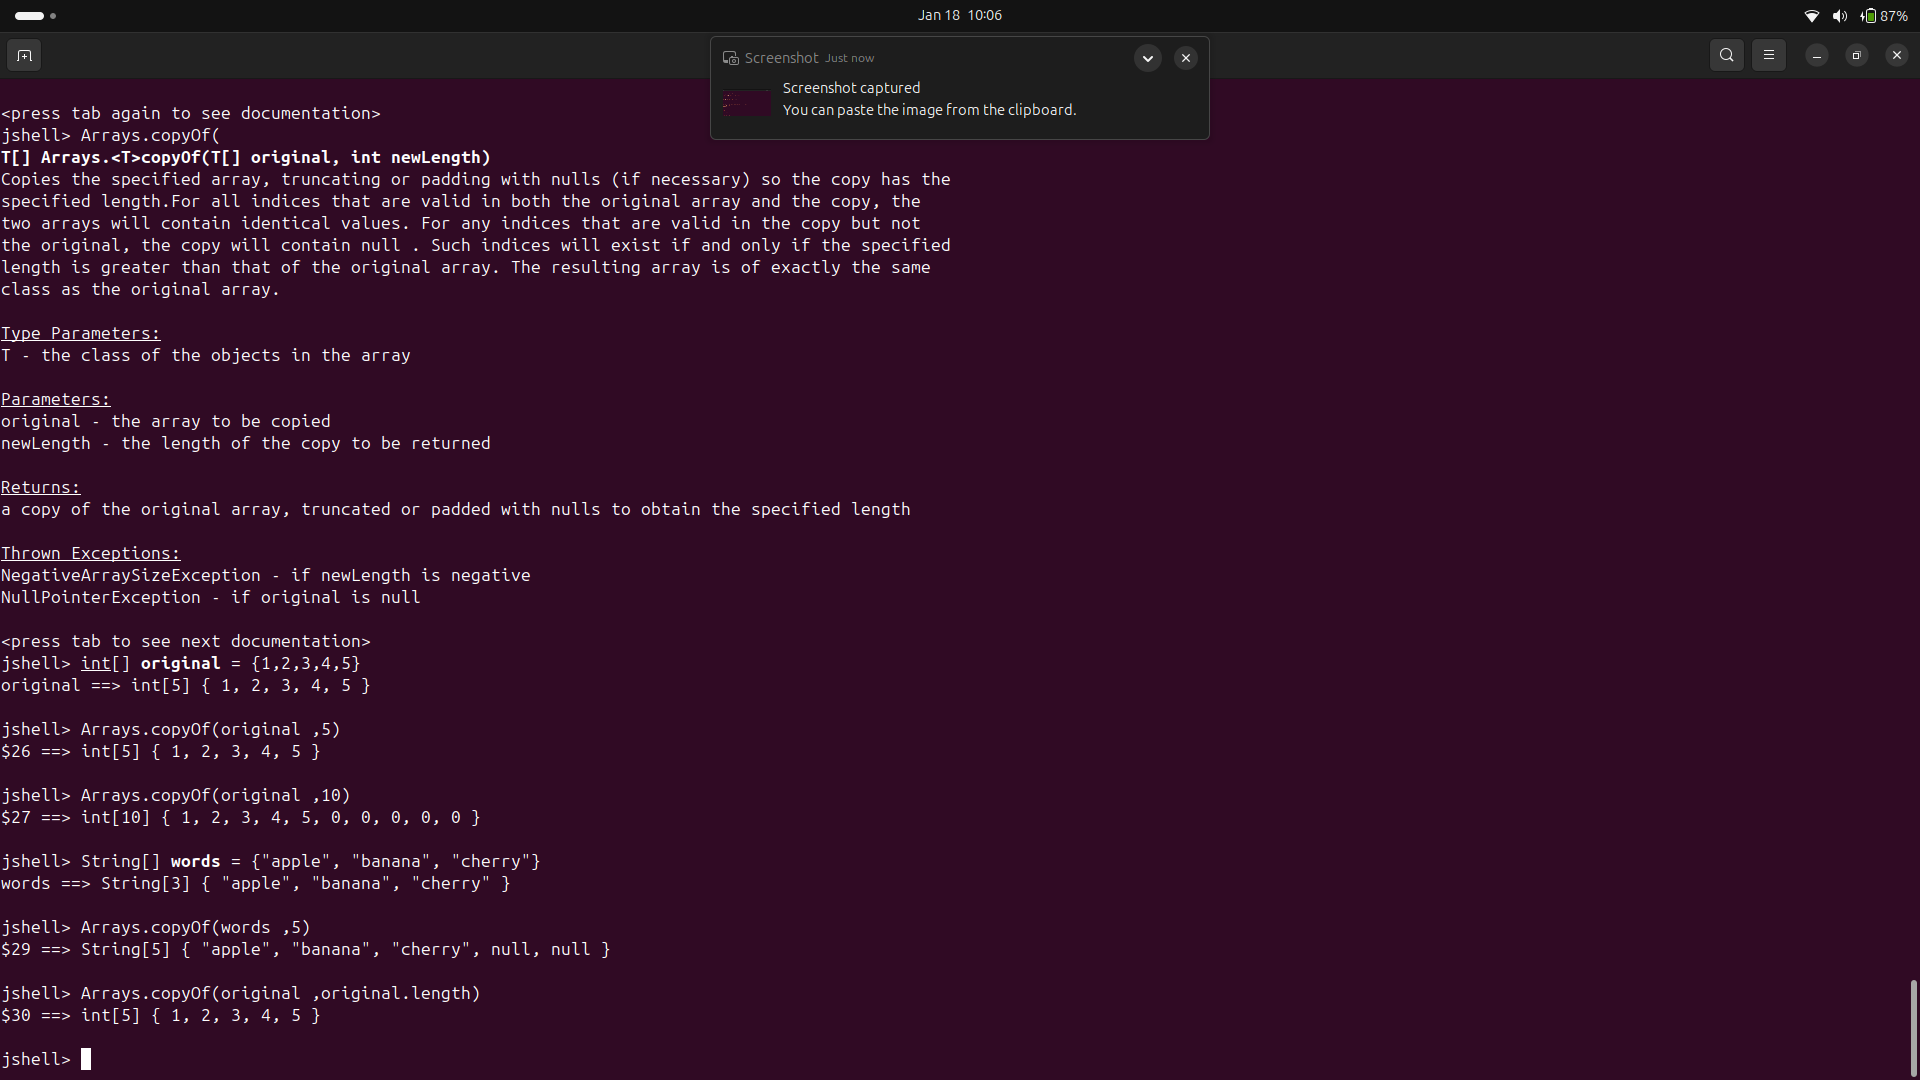 Jan 18 10:06
87%
Screenshot Just now
Screenshot captured
You can paste the image from the clipboard.
<press tab again to see documentation>
jshell> Arrays.copyOf(
T[] Arrays.<T>copyOf(T[] original, int newLength)
Copies the specified array, truncating or padding with nulls (if necessary) so the copy has the
specified length.For all indices that are valid in both the original array and the copy, the
two arrays will contain identical values. For any indices that are valid in the copy but not
the original, the copy will contain null . Such indices will exist if and only if the specified
length is greater than that of the original array. The resulting array is of exactly the same
class as the original array.
Type Parameters:
T - the class of the objects in the array
Parameters:
original - the array to be copied
newLength - the length of the copy to be returned
Returns:
a copy of the original array, truncated or padded with nulls to obtain the specified length
Thrown Exceptions:
NegativeArraySizeException - if newLength is negative
NullPointerException - if original is null
<press tab to see next documentation>
jshell> int[] original = {1,2,3,4,5}
original ==> int[5] { 1, 2, 3, 4, 5 }
jshell> Arrays.copyOf(original ,5)
$26 ==> int[5] { 1, 2, 3, 4, 5 }
jshell> Arrays.copyOf(original ,10)
$27 ==> int[10] { 1, 2, 3, 4, 5, 0, 0, 0, 0, 0 }
jshell> String[] words = {"apple", "banana", "cherry"}
words ==> String[3] { "apple", "banana", "cherry" }
jshell> Arrays.copyOf(words ,5)
$29 ==> String[5] { "apple", "banana", "cherry", null, null }
jshell> Arrays.copyOf(original ,original.length)
$30 ==> int[5] { 1, 2, 3, 4, 5 }
jshell>